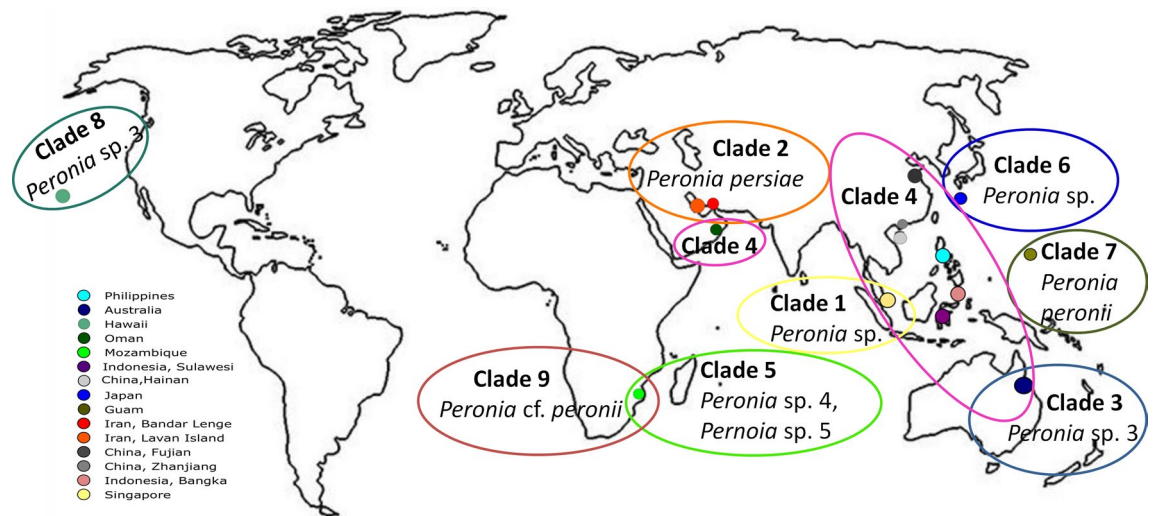 Clade 8
Peronia sp. 3
Clade 2
Peronia persiae
Clade 4
Clade 4
Clade 6
Peronia sp.
Clade 7
Peronia
peronii
Clade 1
Peronia sp.
Clade 9
Peronia cf. peronii
Clade 5
Peronia sp. 4,
Pernoia sp. 5
Clade 3
Peronia sp. 3
Philippines
Australia
Hawaii
Oman
Mozambique
Indonesia, Sulawesi
China,Hainan
Japan
Guam
Iran, Bandar Lenge
Iran, Lavan Island
China, Fujian
China, Zhanjiang
Indonesia, Bangka
Singapore